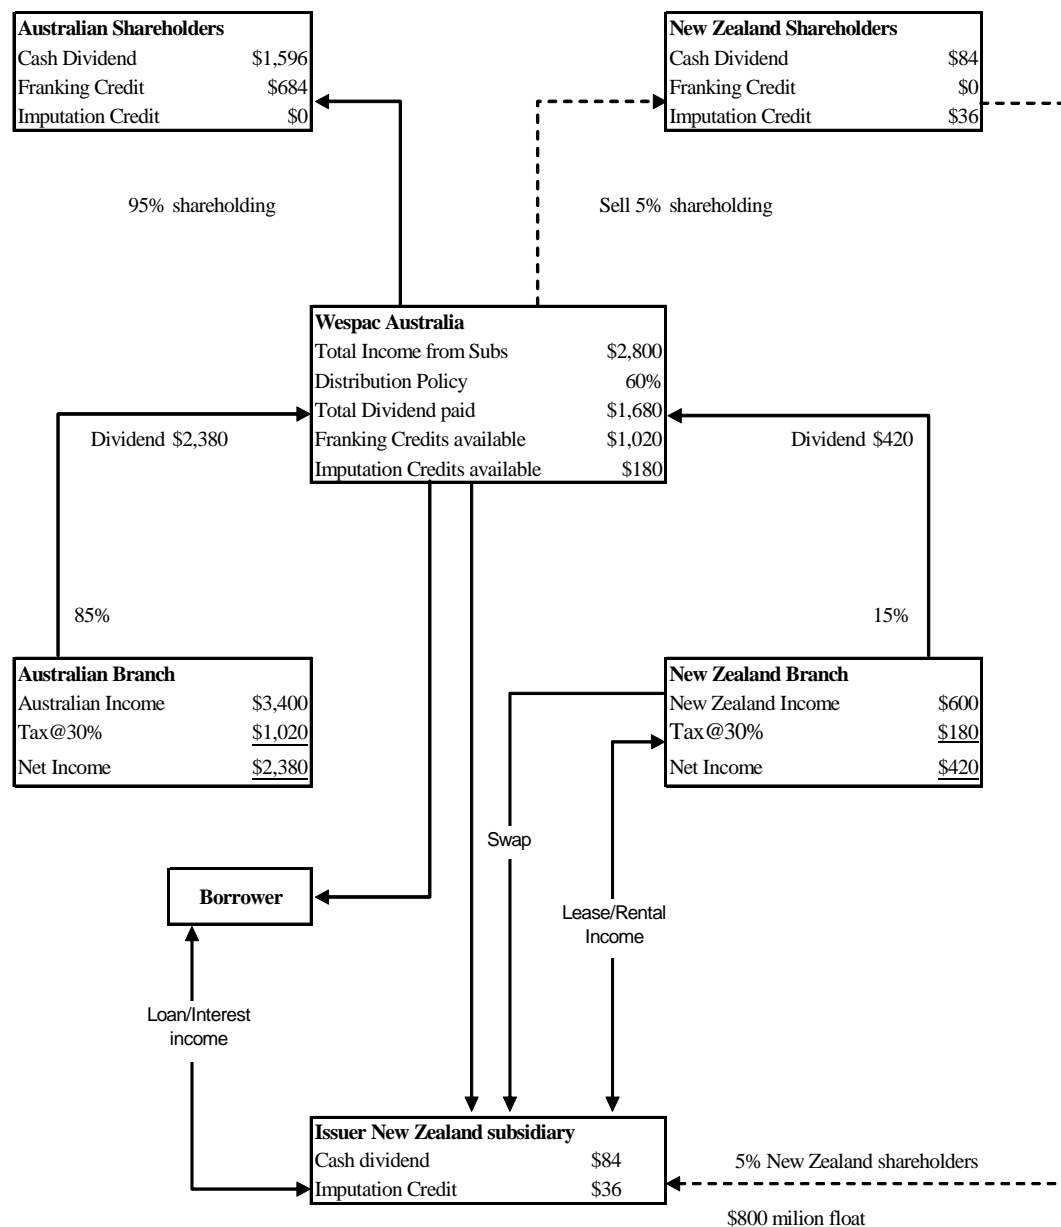 Australian Shareholders
Cash Dividend $1,596
Franking Credit $684
Imputation Credit $0
New Zealand Shareholders
Cash Dividend $84
Franking Credit $0
Imputation Credit $36
95% shareholding
Sell 5% shareholding
Wespac Australia
Total Income from Subs $2,800
Distribution Policy 60%
Total Dividend paid $1,680
Franking Credits available $1,020
Imputation Credits available $180
Dividend $2,380
Dividend $420
85%
15%
Australian Branch
Australian Income $3,400
Tax@30% $1,020
Net Income $2,380
New Zealand Branch
New Zealand Income $600
Tax@30% $180
Net Income $420
Swap
Borrower
Lease/Rental
Income
Loan/Interest
income
Issuer New Zealand subsidiary
Cash dividend $84
Imputation Credit $36
5% New Zealand shareholders
$800 milion float